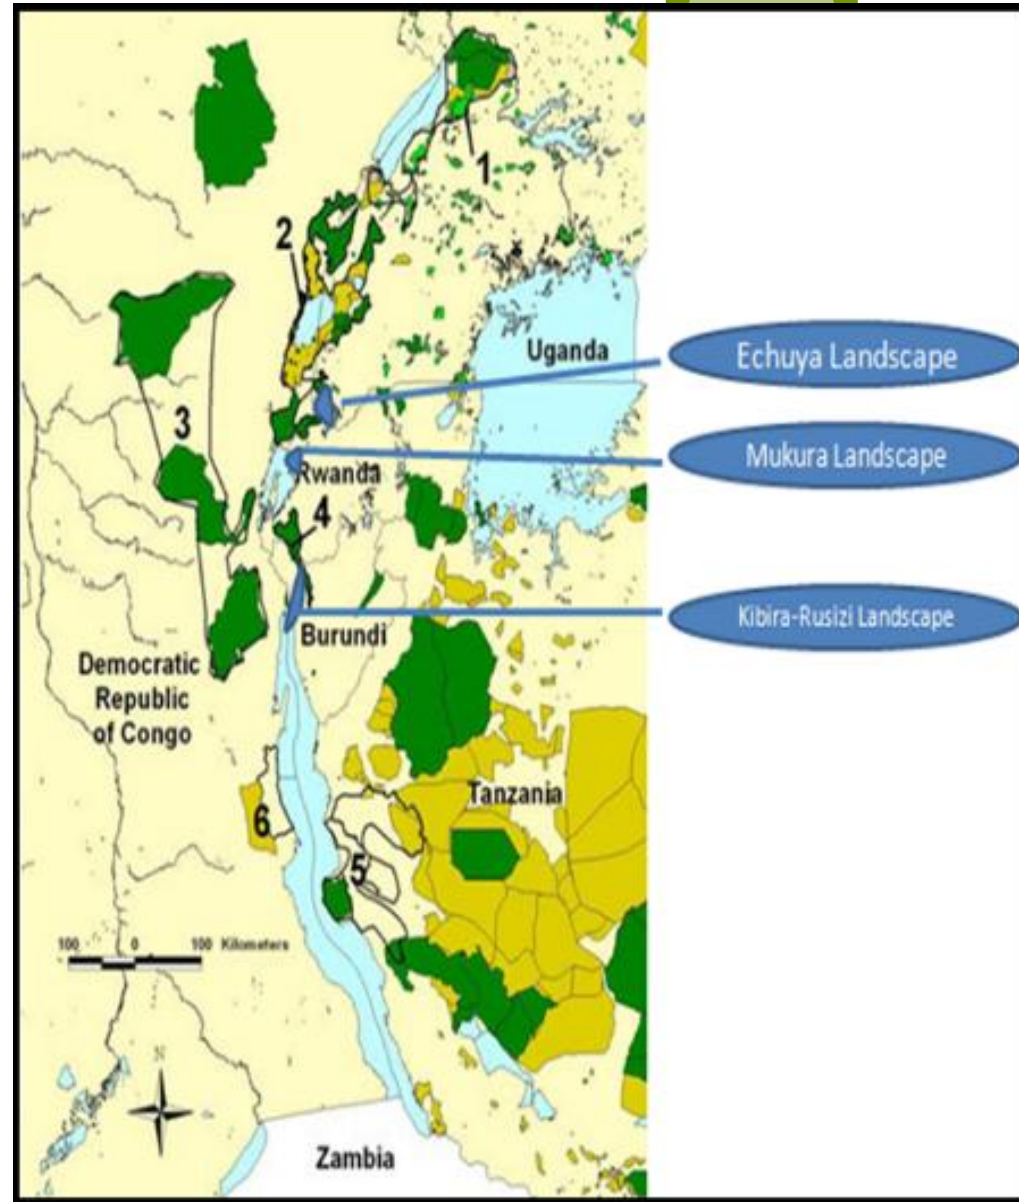 1
2
Uganda
Echuya Landscape
3
Mukura Landscape
Rwanda
4
Kibira-Rusizi Landscape
Burundi
Democratic
Republic
of Congo
Tanzania
6
5
100 0 100 Kilometers
N
Zambia